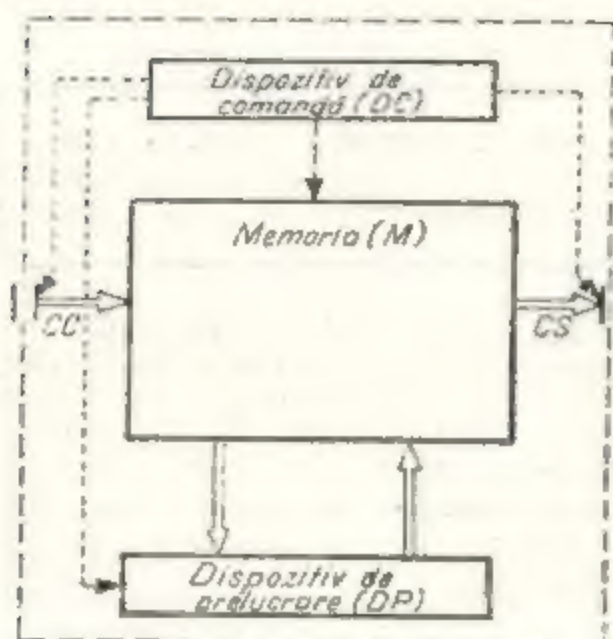 Dispozitiv de
comandă (DC)
Memoria (M)
CC
CS
Dispozitiv de
prelucrare (DP)